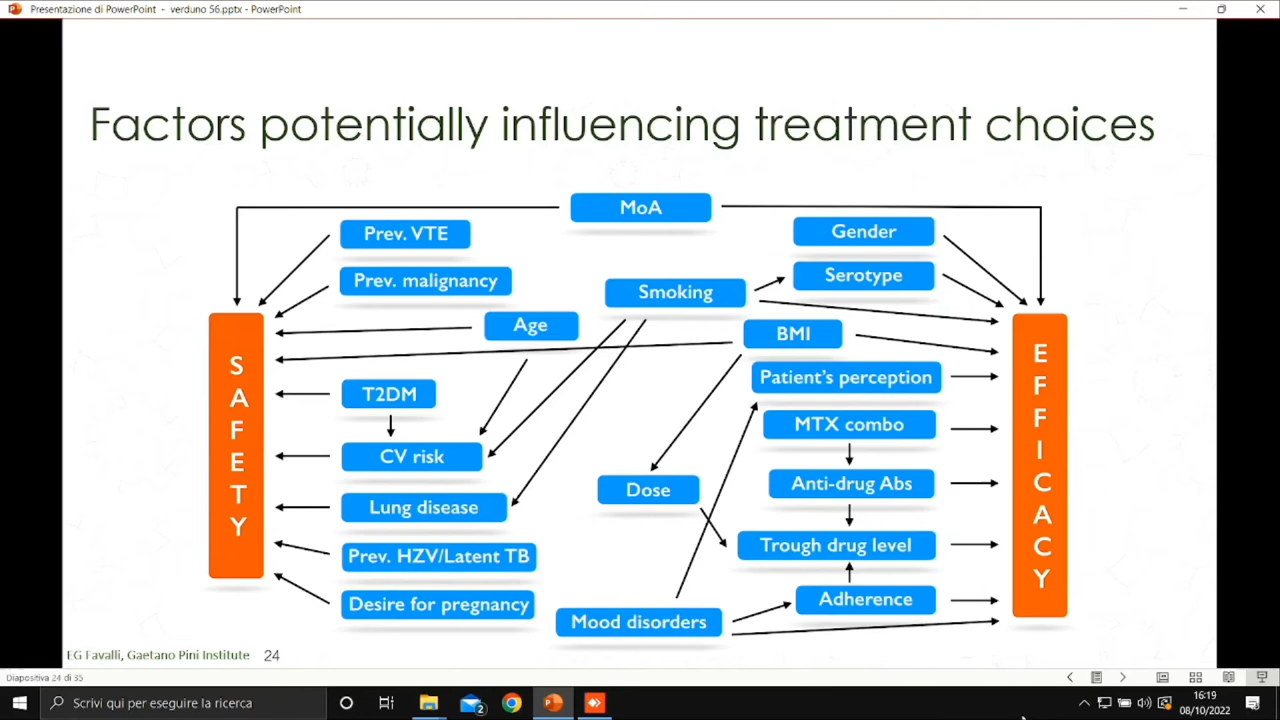 Presentazione di PowerPoint - verduno 56.pptx - PowerPoint
Factors potentially influencing treatment choices
MoA
Prev. VTE
Gender
Prev. malignancy
Serotype
Smoking
Age
BMI
SAFETY
EFFICACY
Patient's perception
T2DM
MTX combo
CV risk
Anti-drug Abs
Dose
Lung disease
Trough drug level
Prev. HZV/Latent TB
Adherence
Desire for pregnancy
Mood disorders
EG Favalli, Gaetano Pini Institute 24
Diapositiva 24 di 35
Scrivi qui per eseguire la ricerca
2
16:19
08/10/2022